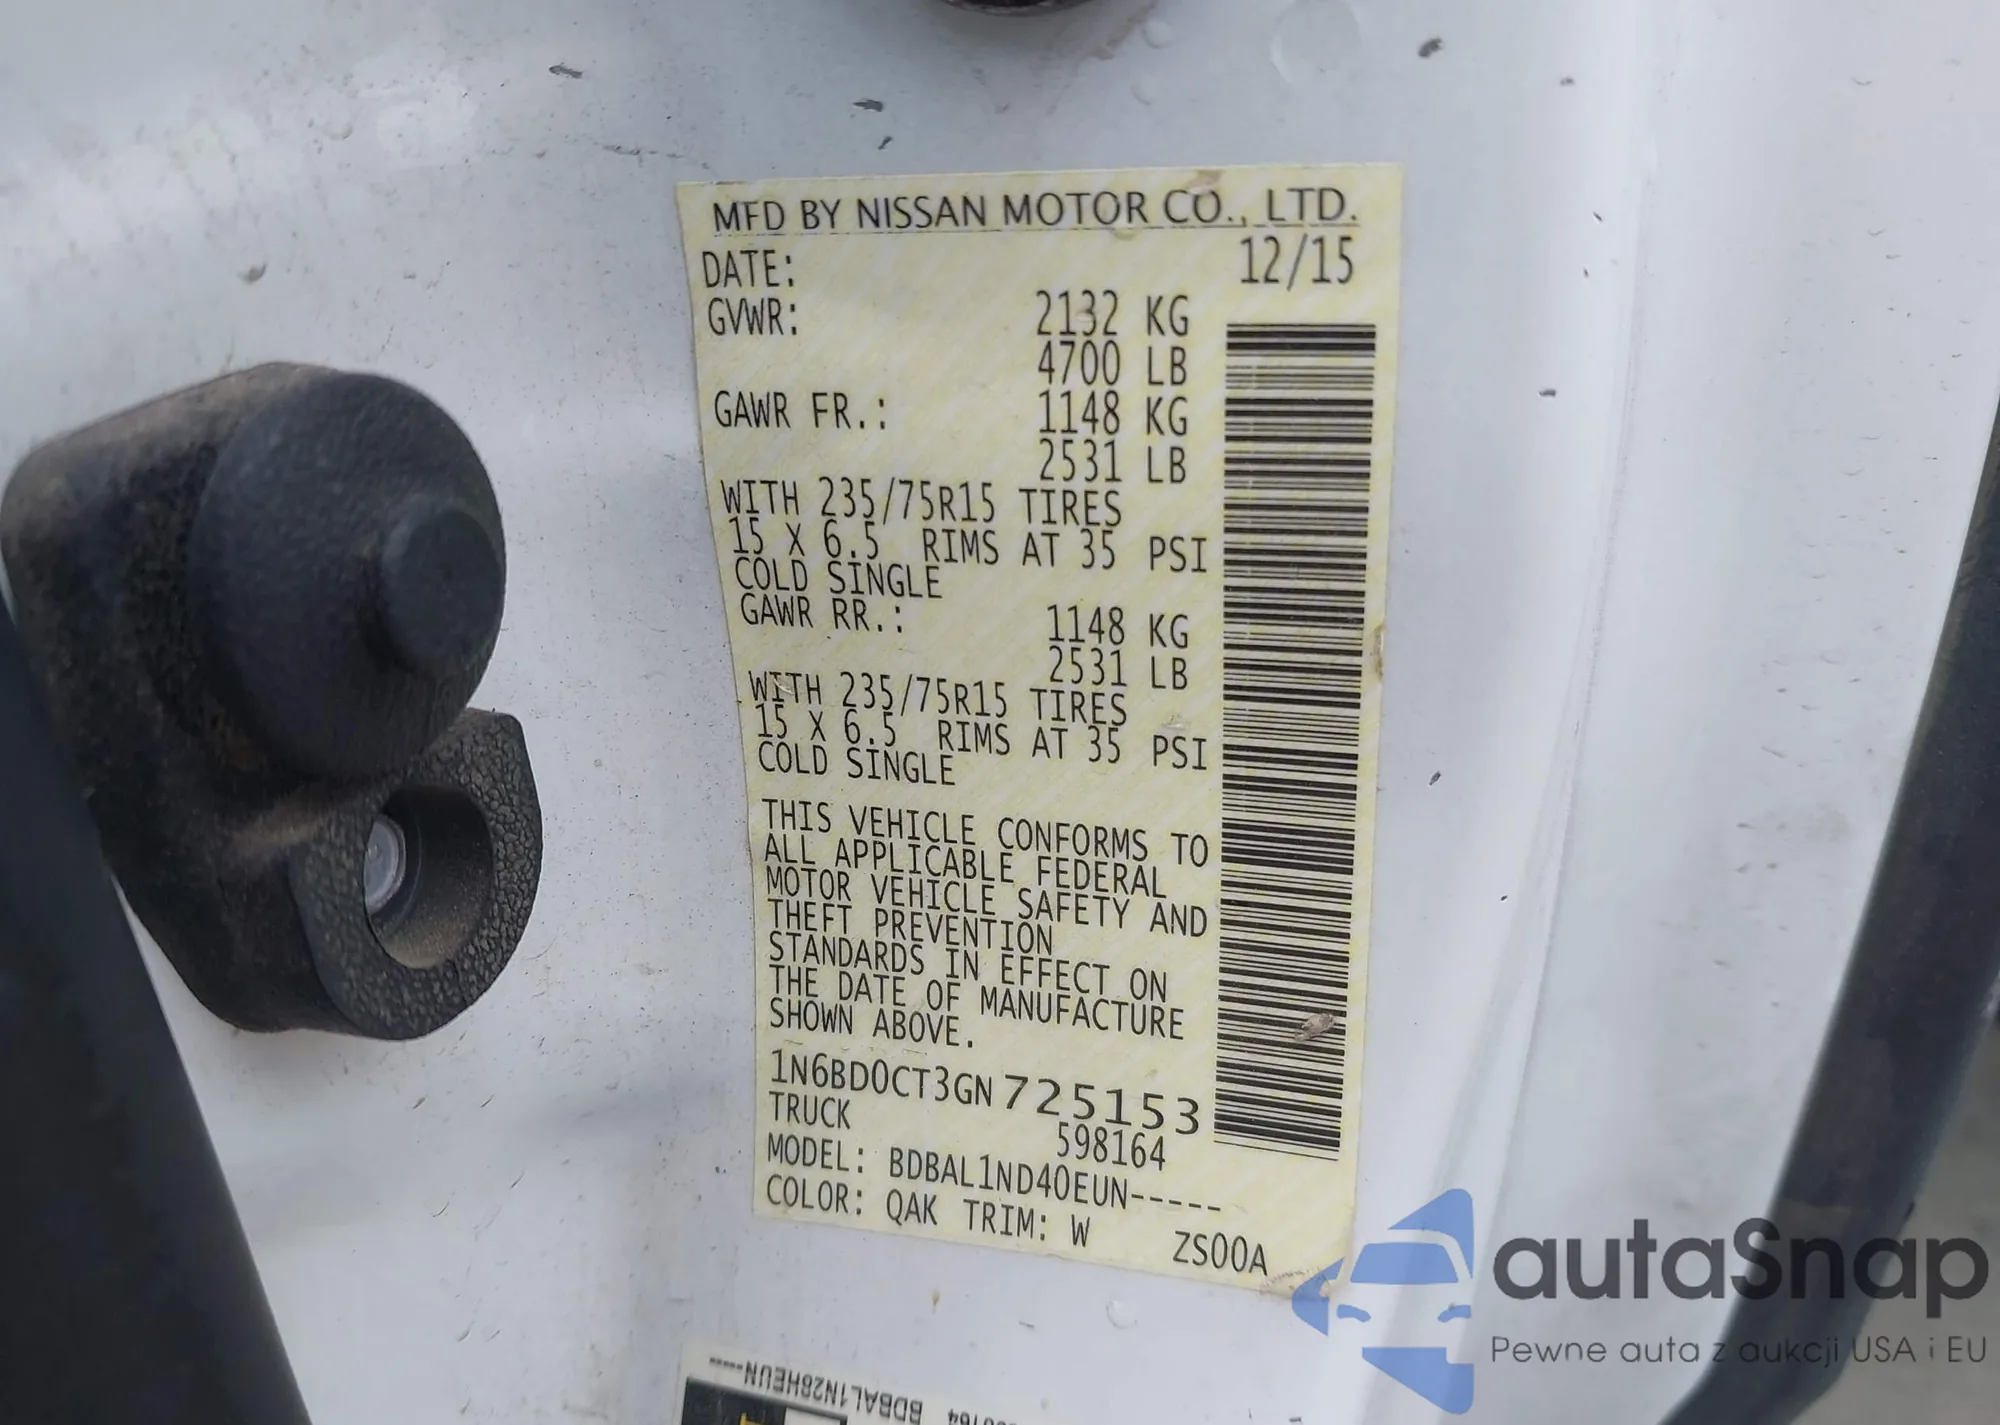 MFD BY NISSAN MOTOR CO., LTD.
DATE: 12/15
GVWR: 2132 KG
4700 LB
GAWR FR.: 1148 KG
2531 LB
WITH 235/75R15 TIRES
15 X 6.5 RIMS AT 35 PSI
COLD SINGLE
GAWR RR.: 1148 KG
2531 LB
WITH 235/75R15 TIRES
15 X 6.5 RIMS AT 35 PSI
COLD SINGLE
THIS VEHICLE CONFORMS TO
ALL APPLICABLE FEDERAL
MOTOR VEHICLE SAFETY AND
THEFT PREVENTION
STANDARDS IN EFFECT ON
THE DATE OF MANUFACTURE
SHOWN ABOVE.
1N6BD0CT3GN725153
TRUCK 598164
MODEL: BDBAL1ND40EUN-----
COLOR: QAK TRIM: W ZS00A
BDBAL1N28HEUN-----
autaSnap
Pewne auta z aukcji USA i EU